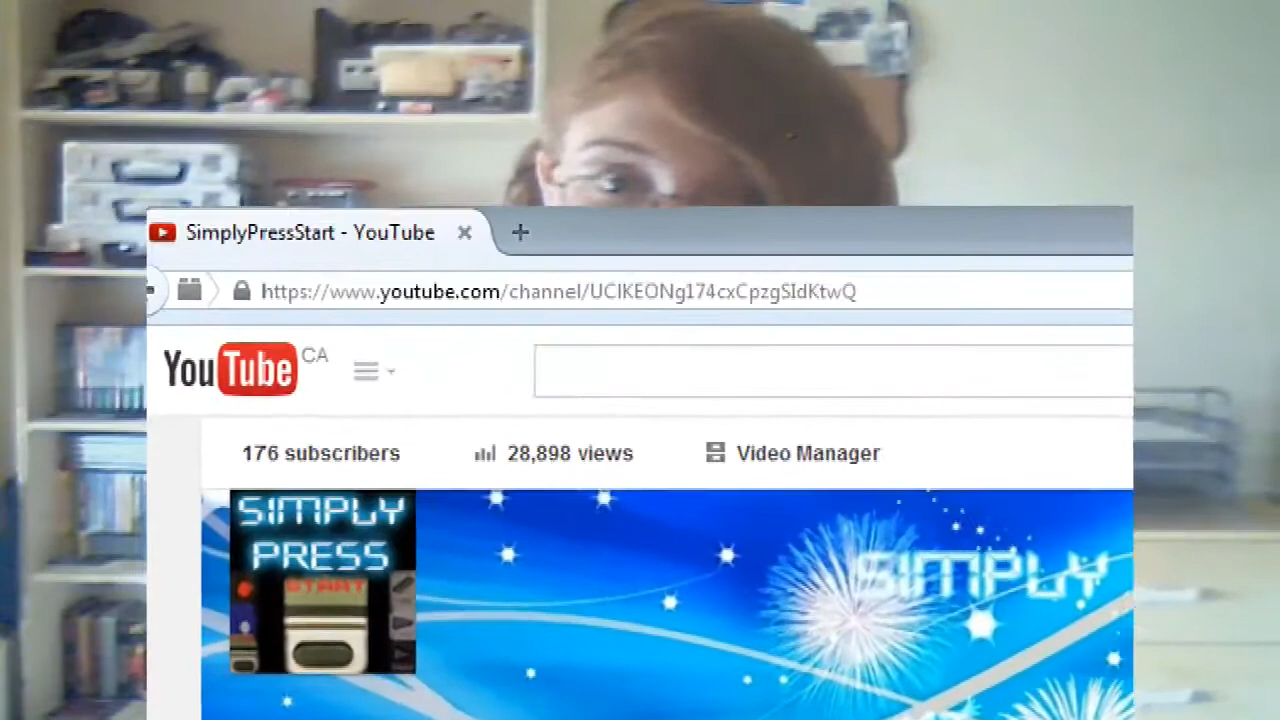 SimplyPressStart - YouTube
https://www.youtube.com/channel/UClKEONg174cxCpzgSIdKtwQ
YouTube CA
176 subscribers
28,898 views
Video Manager
SIMPLY
PRESS
START
SIMPLY